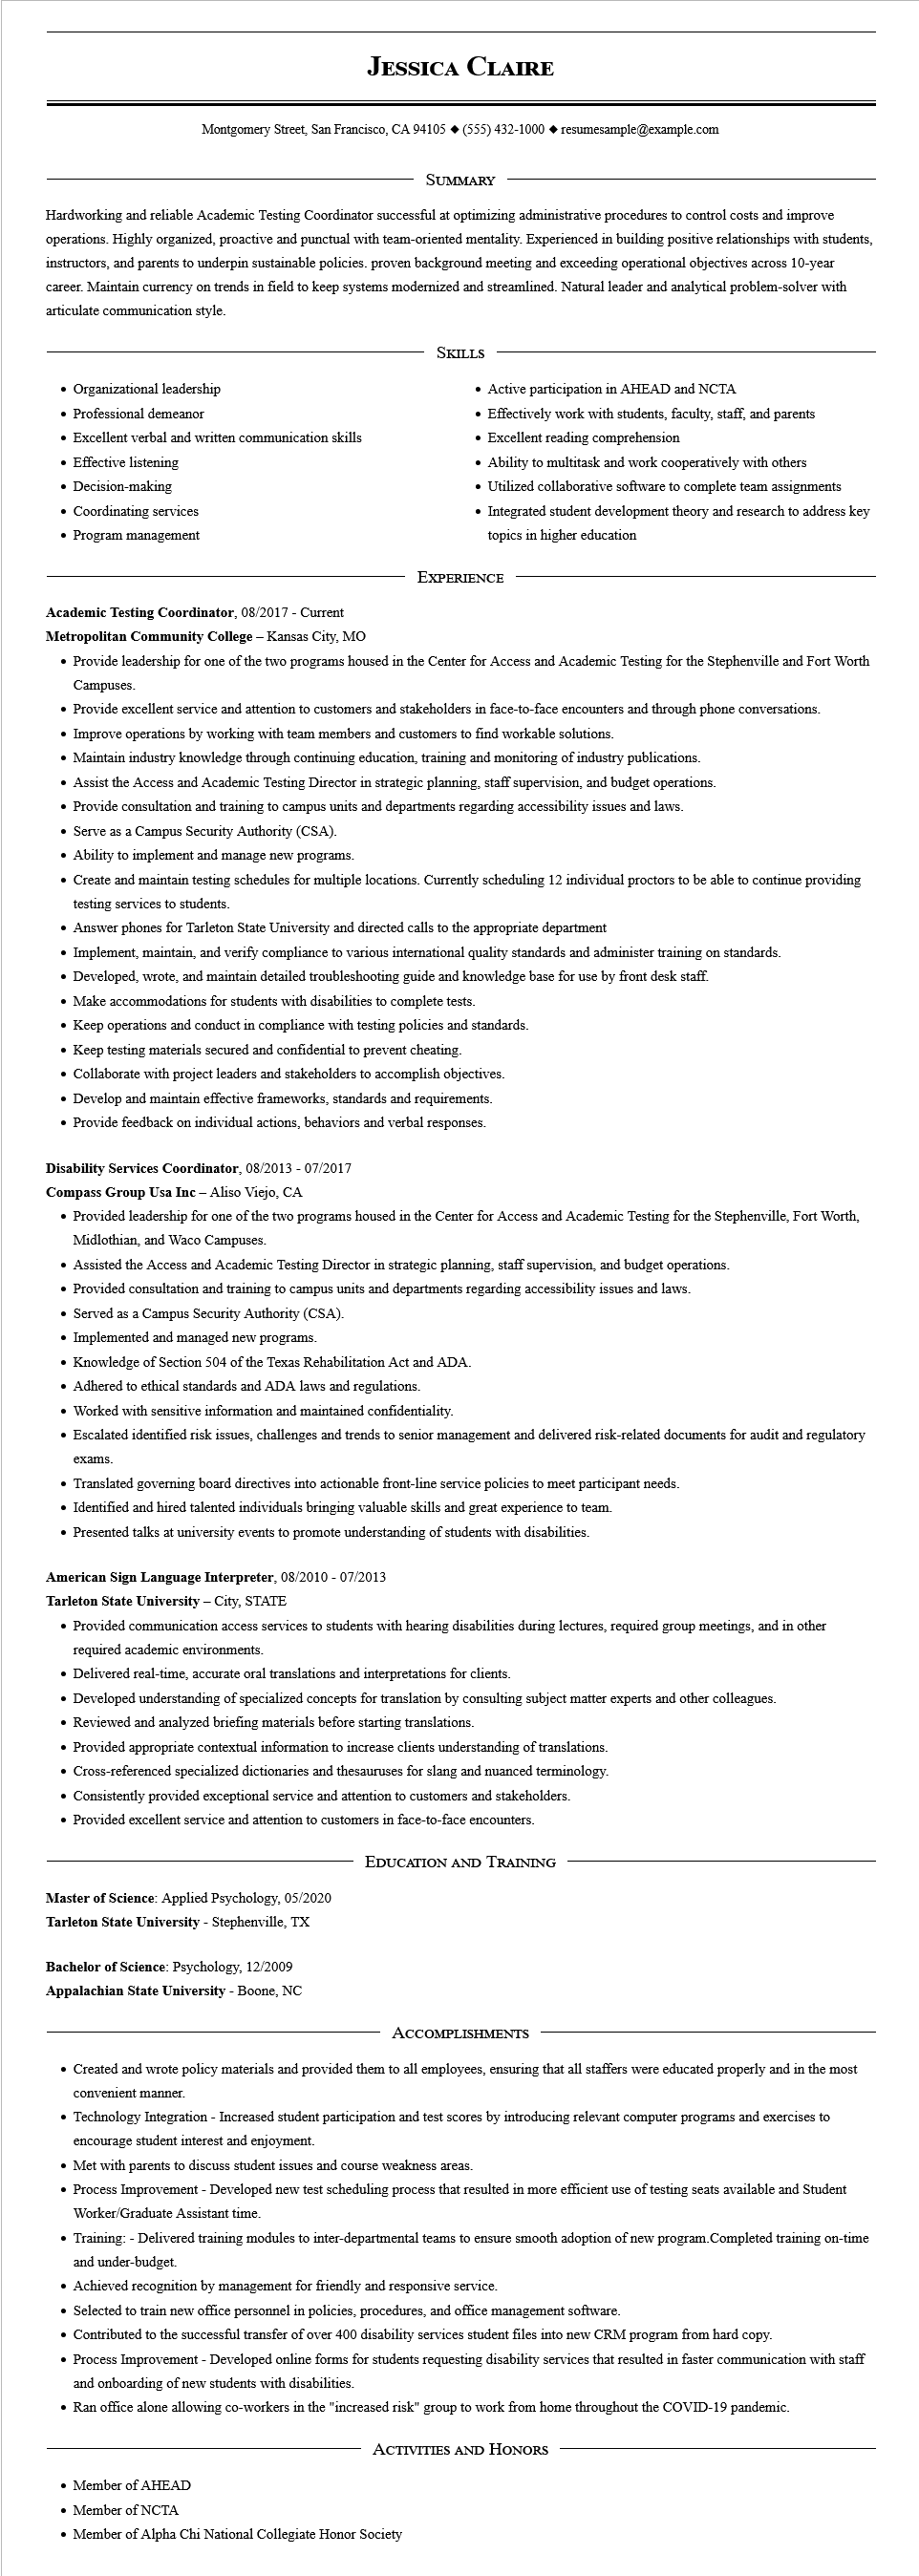 Jessica Claire
Montgomery Street, San Francisco, CA 94105 ◆ (555) 432-1000 ◆ resumesample@example.com
Summary
Hardworking and reliable Academic Testing Coordinator successful at optimizing administrative procedures to control costs and improve
operations. Highly organized, proactive and punctual with team-oriented mentality. Experienced in building positive relationships with students,
instructors, and parents to underpin sustainable policies. proven background meeting and exceeding operational objectives across 10-year
career. Maintain currency on trends in field to keep systems modernized and streamlined. Natural leader and analytical problem-solver with
articulate communication style.
Skills
• Organizational leadership
• Professional demeanor
• Excellent verbal and written communication skills
• Effective listening
• Decision-making
• Coordinating services
• Program management
• Active participation in AHEAD and NCTA
• Effectively work with students, faculty, staff, and parents
• Excellent reading comprehension
• Ability to multitask and work cooperatively with others
• Utilized collaborative software to complete team assignments
• Integrated student development theory and research to address key
topics in higher education
Experience
Academic Testing Coordinator, 08/2017 - Current
Metropolitan Community College – Kansas City, MO
• Provide leadership for one of the two programs housed in the Center for Access and Academic Testing for the Stephenville and Fort Worth
Campuses.
• Provide excellent service and attention to customers and stakeholders in face-to-face encounters and through phone conversations.
• Improve operations by working with team members and customers to find workable solutions.
• Maintain industry knowledge through continuing education, training and monitoring of industry publications.
• Assist the Access and Academic Testing Director in strategic planning, staff supervision, and budget operations.
• Provide consultation and training to campus units and departments regarding accessibility issues and laws.
• Serve as a Campus Security Authority (CSA).
• Ability to implement and manage new programs.
• Create and maintain testing schedules for multiple locations. Currently scheduling 12 individual proctors to be able to continue providing
testing services to students.
• Answer phones for Tarleton State University and directed calls to the appropriate department
• Implement, maintain, and verify compliance to various international quality standards and administer training on standards.
• Developed, wrote, and maintain detailed troubleshooting guide and knowledge base for use by front desk staff.
• Make accommodations for students with disabilities to complete tests.
• Keep operations and conduct in compliance with testing policies and standards.
• Keep testing materials secured and confidential to prevent cheating.
• Collaborate with project leaders and stakeholders to accomplish objectives.
• Develop and maintain effective frameworks, standards and requirements.
• Provide feedback on individual actions, behaviors and verbal responses.
Disability Services Coordinator, 08/2013 - 07/2017
Compass Group Usa Inc – Aliso Viejo, CA
• Provided leadership for one of the two programs housed in the Center for Access and Academic Testing for the Stephenville, Fort Worth,
Midlothian, and Waco Campuses.
• Assisted the Access and Academic Testing Director in strategic planning, staff supervision, and budget operations.
• Provided consultation and training to campus units and departments regarding accessibility issues and laws.
• Served as a Campus Security Authority (CSA).
• Implemented and managed new programs.
• Knowledge of Section 504 of the Texas Rehabilitation Act and ADA.
• Adhered to ethical standards and ADA laws and regulations.
• Worked with sensitive information and maintained confidentiality.
• Escalated identified risk issues, challenges and trends to senior management and delivered risk-related documents for audit and regulatory
exams.
• Translated governing board directives into actionable front-line service policies to meet participant needs.
• Identified and hired talented individuals bringing valuable skills and great experience to team.
• Presented talks at university events to promote understanding of students with disabilities.
American Sign Language Interpreter, 08/2010 - 07/2013
Tarleton State University – City, STATE
• Provided communication access services to students with hearing disabilities during lectures, required group meetings, and in other
required academic environments.
• Delivered real-time, accurate oral translations and interpretations for clients.
• Developed understanding of specialized concepts for translation by consulting subject matter experts and other colleagues.
• Reviewed and analyzed briefing materials before starting translations.
• Provided appropriate contextual information to increase clients understanding of translations.
• Cross-referenced specialized dictionaries and thesauruses for slang and nuanced terminology.
• Consistently provided exceptional service and attention to customers and stakeholders.
• Provided excellent service and attention to customers in face-to-face encounters.
Education and Training
Master of Science: Applied Psychology, 05/2020
Tarleton State University - Stephenville, TX
Bachelor of Science: Psychology, 12/2009
Appalachian State University - Boone, NC
Accomplishments
• Created and wrote policy materials and provided them to all employees, ensuring that all staffers were educated properly and in the most
convenient manner.
• Technology Integration - Increased student participation and test scores by introducing relevant computer programs and exercises to
encourage student interest and enjoyment.
• Met with parents to discuss student issues and course weakness areas.
• Process Improvement - Developed new test scheduling process that resulted in more efficient use of testing seats available and Student
Worker/Graduate Assistant time.
• Training: - Delivered training modules to inter-departmental teams to ensure smooth adoption of new program.Completed training on-time
and under-budget.
• Achieved recognition by management for friendly and responsive service.
• Selected to train new office personnel in policies, procedures, and office management software.
• Contributed to the successful transfer of over 400 disability services student files into new CRM program from hard copy.
• Process Improvement - Developed online forms for students requesting disability services that resulted in faster communication with staff
and onboarding of new students with disabilities.
• Ran office alone allowing co-workers in the "increased risk" group to work from home throughout the COVID-19 pandemic.
Activities and Honors
• Member of AHEAD
• Member of NCTA
• Member of Alpha Chi National Collegiate Honor Society